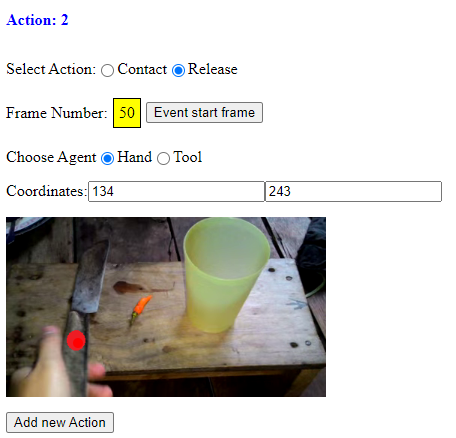 Action: 2
Select Action: Contact Release
Frame Number: 50 Event start frame
Choose Agent Hand Tool
Coordinates: 134 243
Add new Action